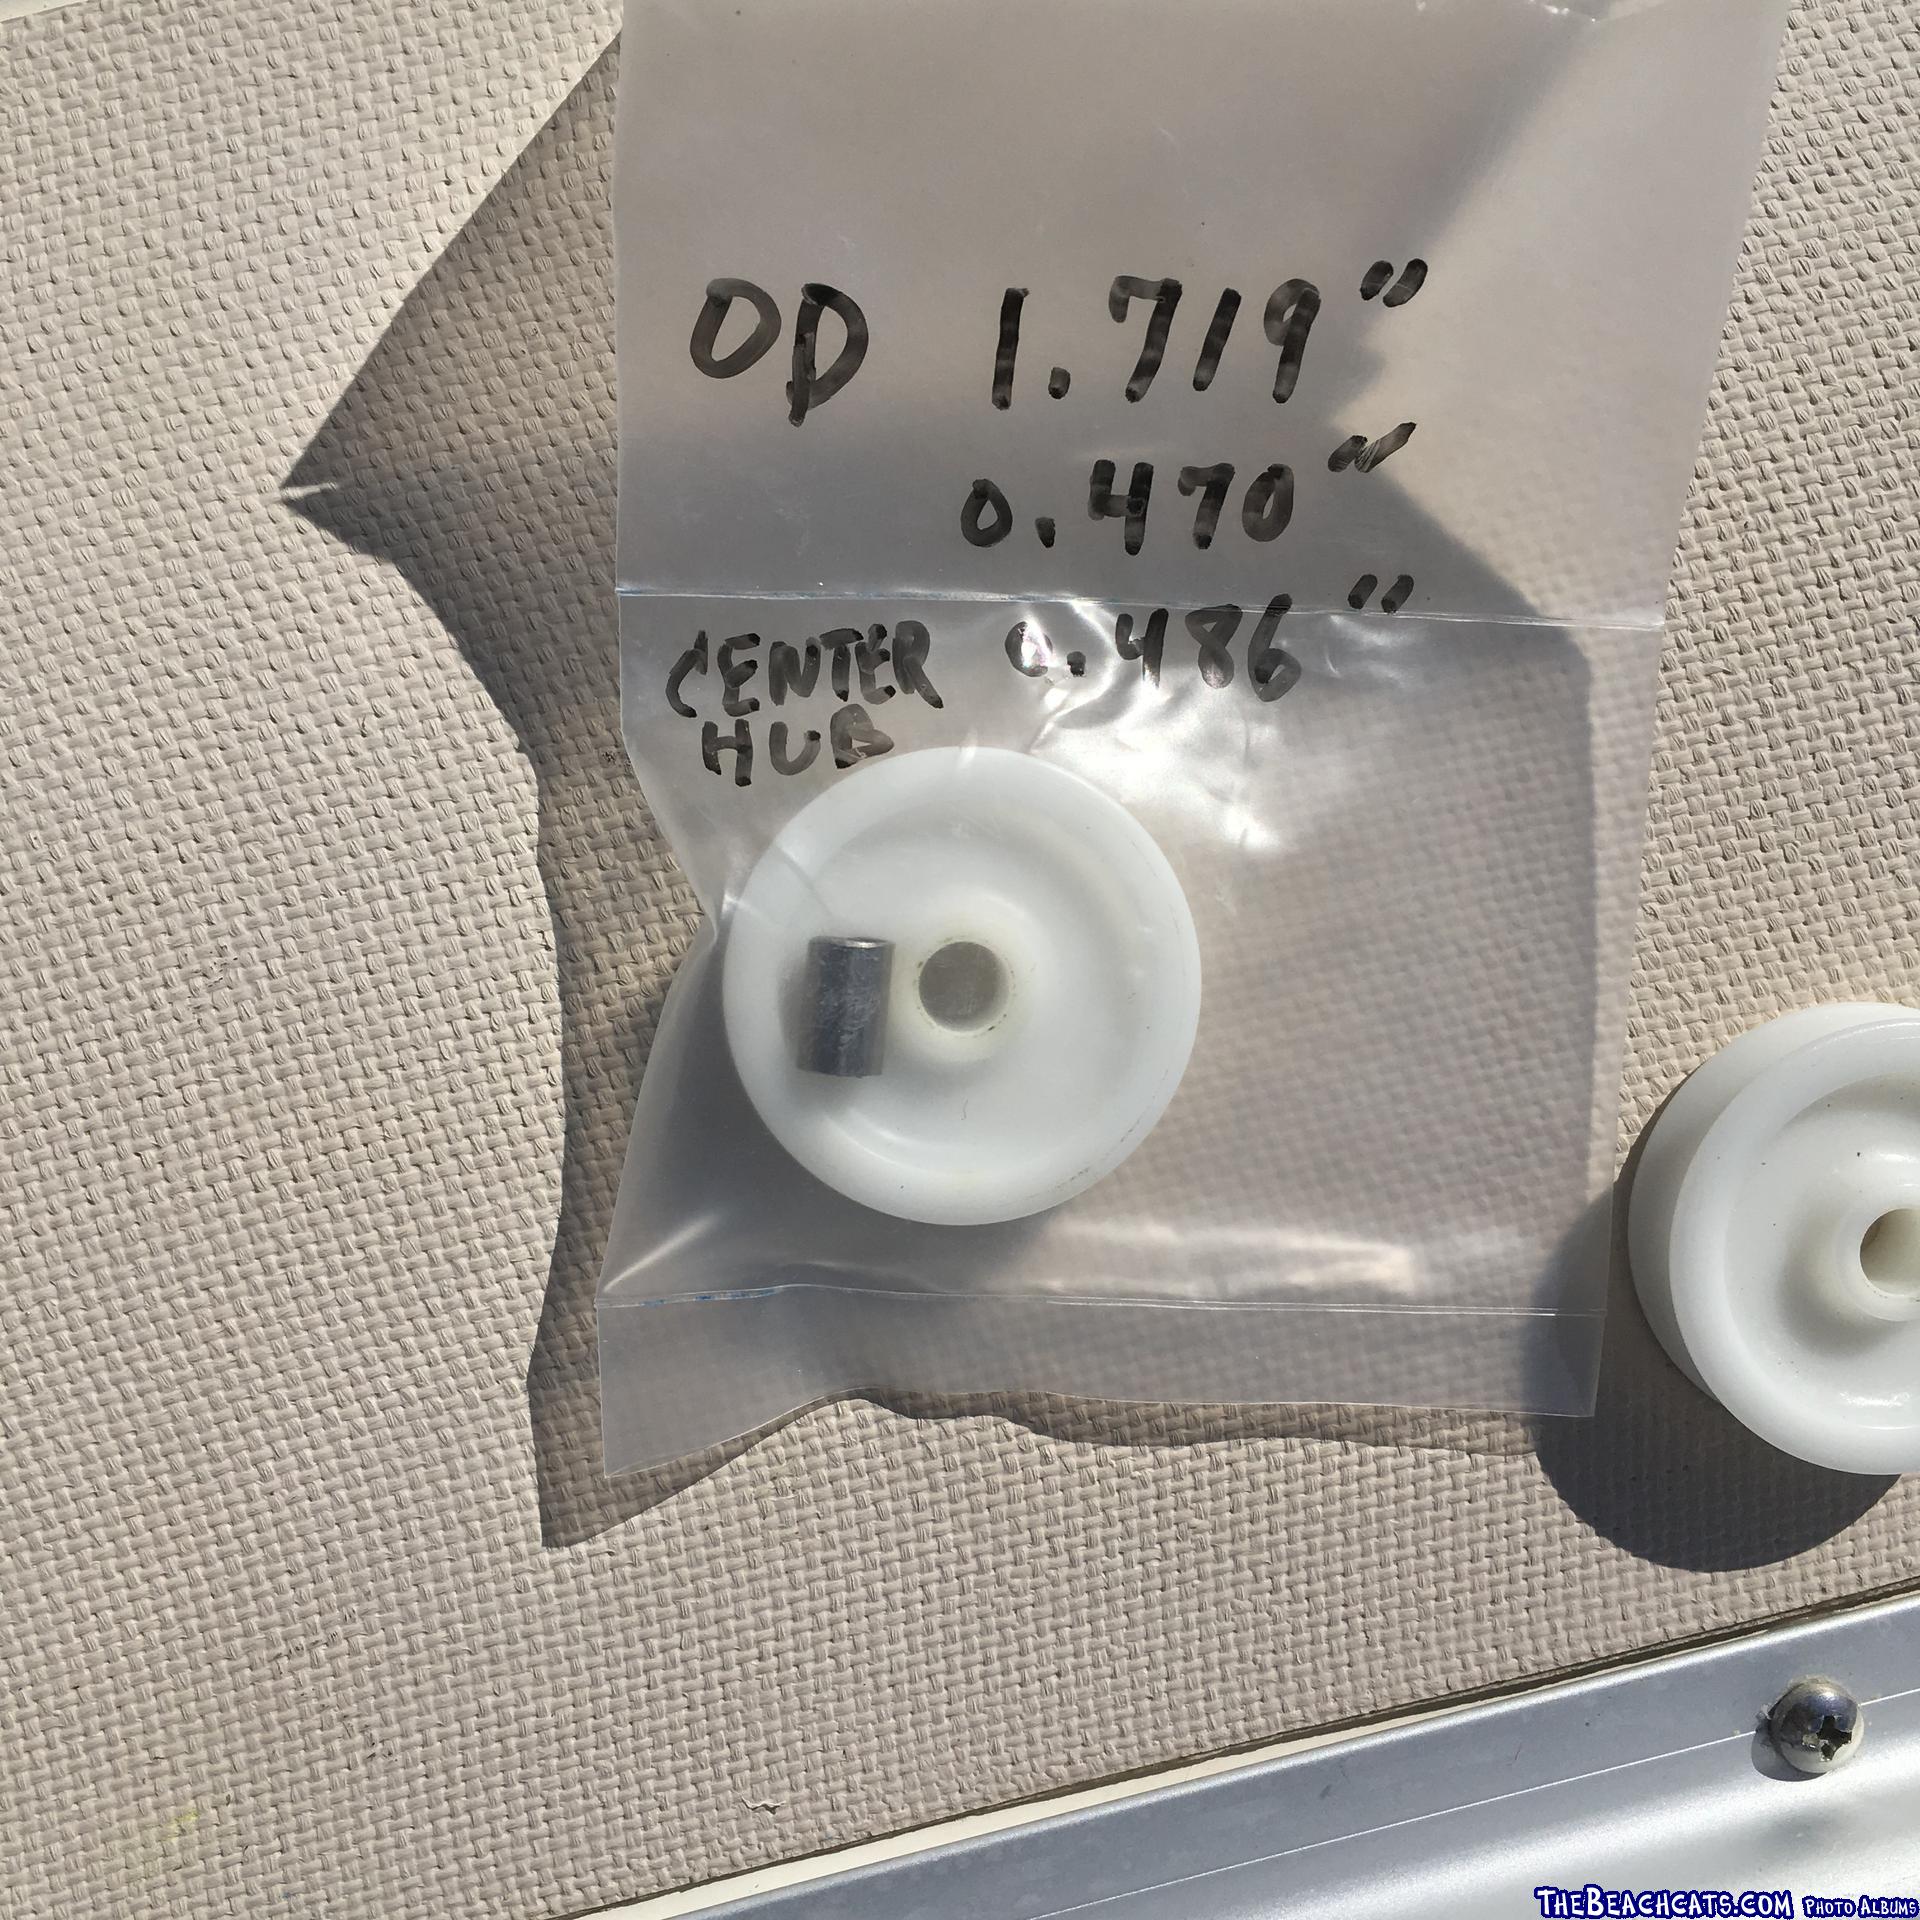 OD 1.719"
0.470"
CENTER 0.486"
HUB
THEBEACHCATS.COM PHOTO ALBUMS